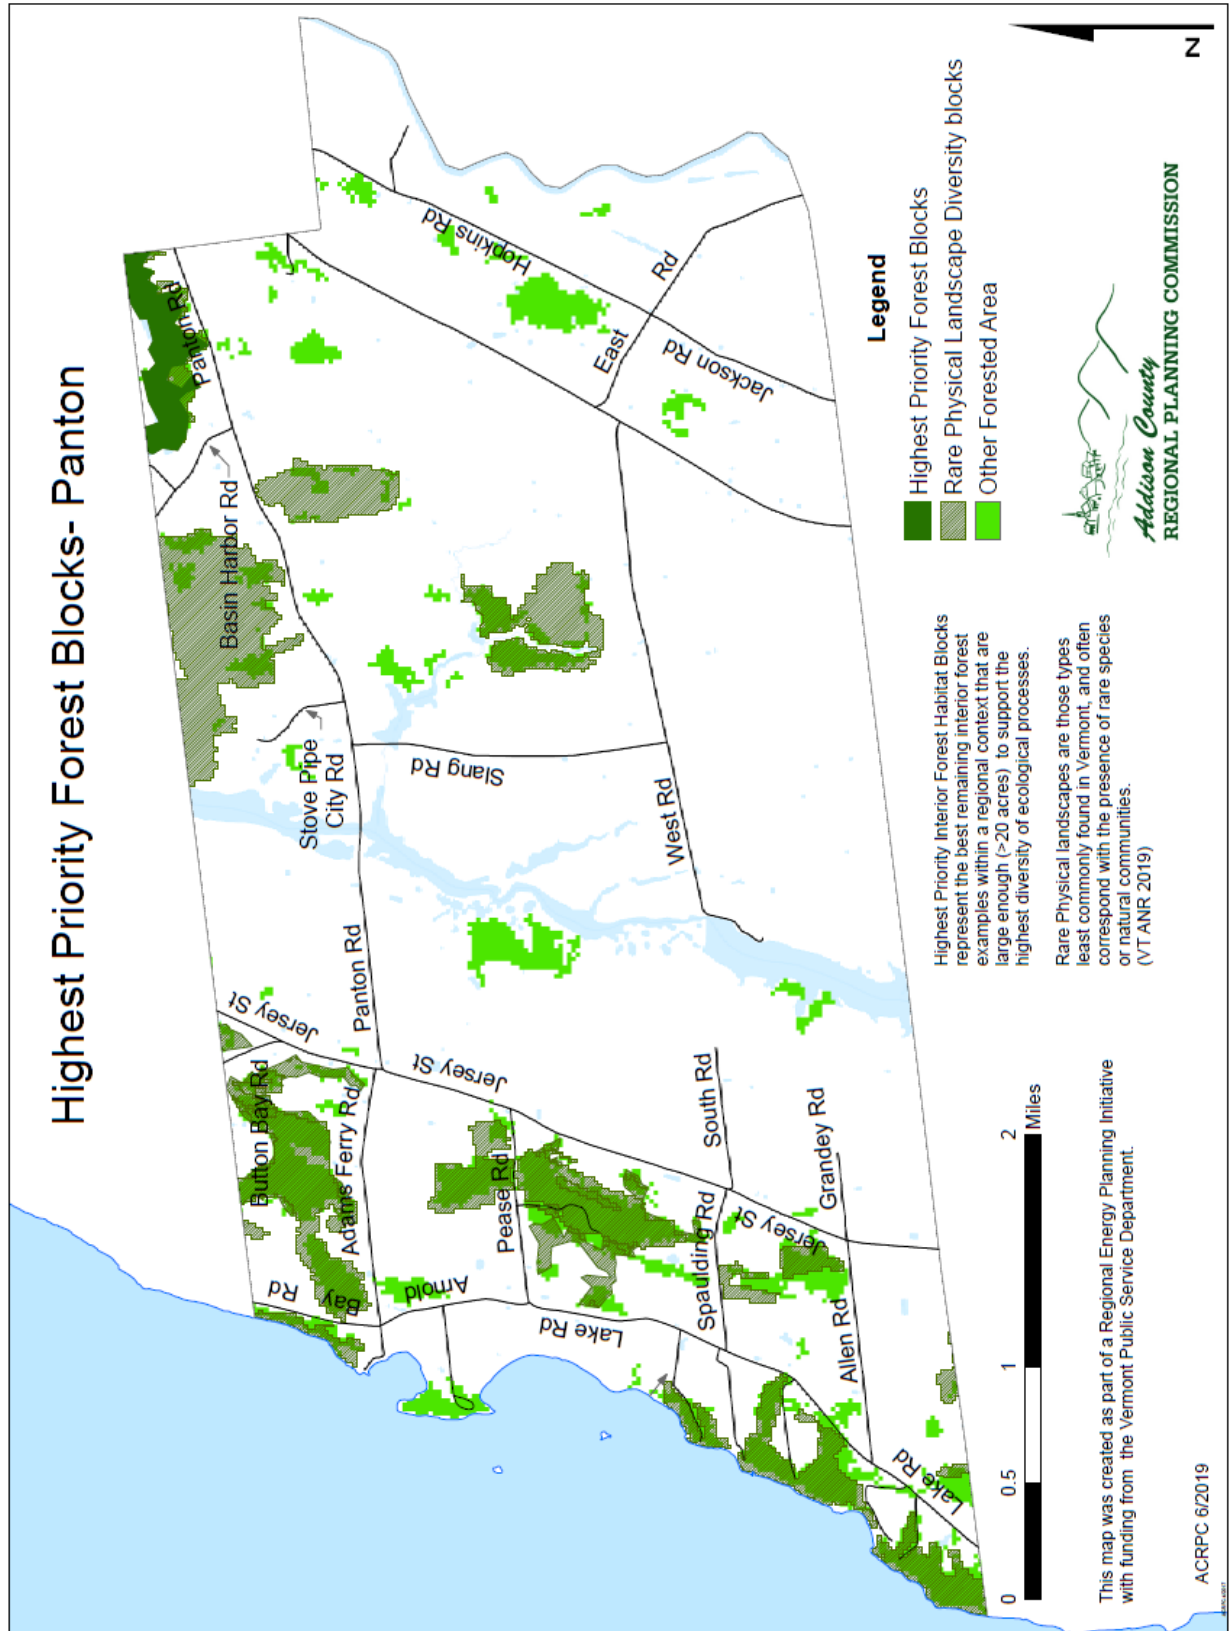 Highest Priority Forest Blocks- Panton
Panton Rd
Basin Harbor Rd
Hopkins Rd
Stove Pipe
City Rd
Slang Rd
East
Rd
Jackson Rd
West Rd
Jersey St
Panton Rd
Button Bay Rd
Adams Ferry Rd
Jersey St
Bay
Rd
Arnold
Pease Rd
Lake Rd
South Rd
Spaulding Rd
Jersey St
Grandey Rd
Allen Rd
Lake Rd
N
Legend
Highest Priority Forest Blocks
Rare Physical Landscape Diversity blocks
Other Forested Area
Highest Priority Interior Forest Habitat Blocks
represent the best remaining interior forest
examples within a regional context that are
large enough (>20 acres) to support the
highest diversity of ecological processes.
Rare Physical landscapes are those types
least commonly found in Vermont, and often
correspond with the presence of rare species
or natural communities.
(VT ANR 2019)
Addison County
REGIONAL PLANNING COMMISSION
0 0.5 1 2
Miles
This map was created as part of a Regional Energy Planning Initiative
with funding from the Vermont Public Service Department.
ACRPC 6/2019